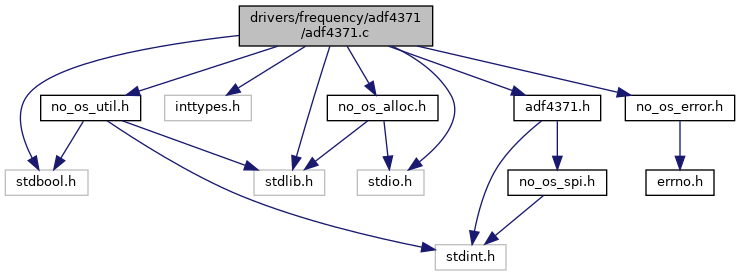 drivers/frequency/adf4371
/adf4371.c
no_os_util.h
inttypes.h
no_os_alloc.h
adf4371.h
no_os_error.h
stdbool.h
stdlib.h
stdio.h
no_os_spi.h
errno.h
stdint.h